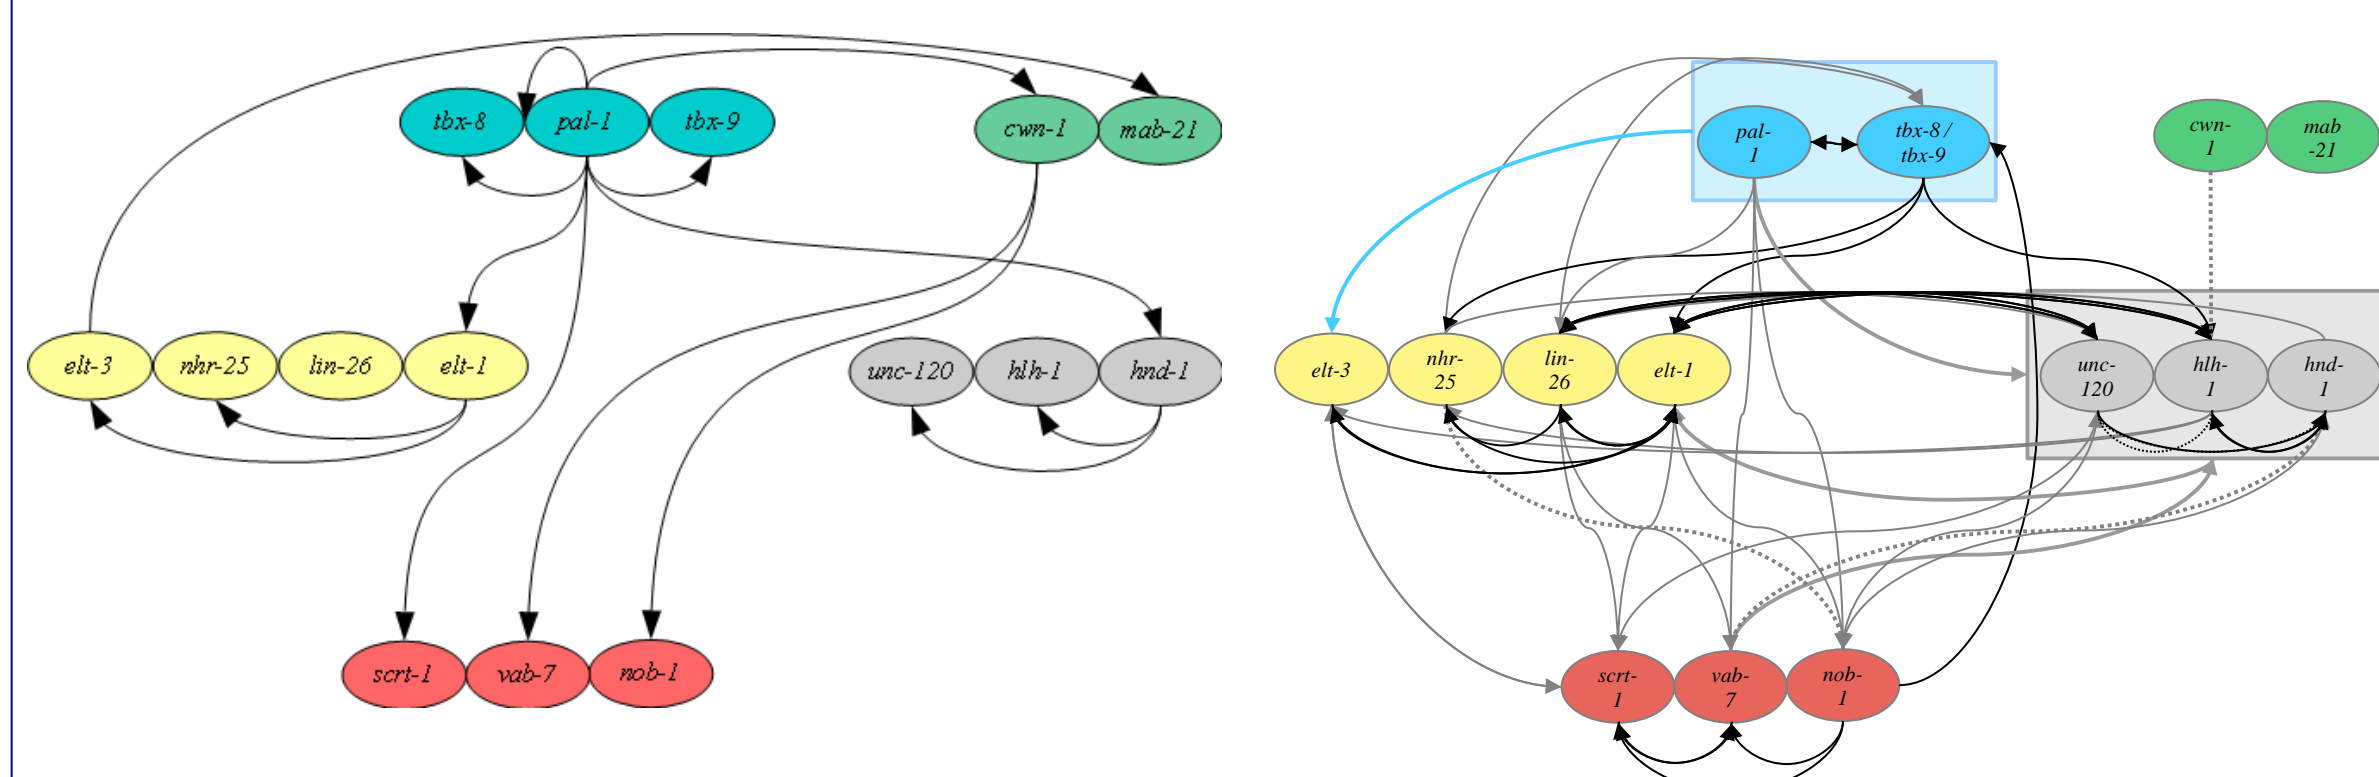 tbx-8
pal-1
tbx-9
cwn-1
mab-21
elt-3
nhr-25
lin-26
elt-1
unc-120
hlh-1
hnd-1
scrt-1
vab-7
nob-1
pal-
1
tbx-8 /
tbx-9
cwn-
1
mab
-21
elt-3
nhr-
25
lin-
26
elt-1
unc-
120
hlh-
1
hnd-
1
scrt-
1
vab-
7
nob-
1